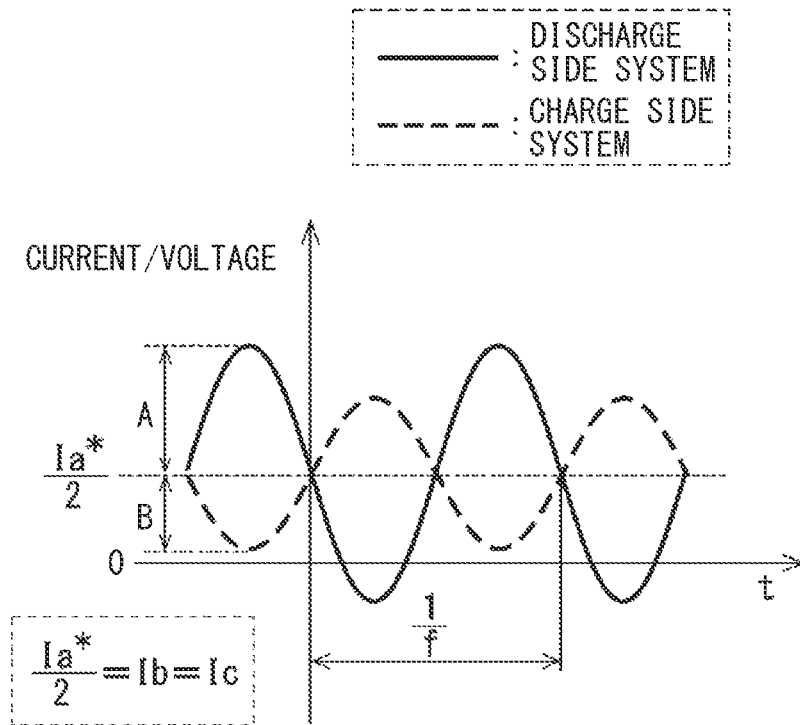 : DISCHARGE
SIDE SYSTEM
: CHARGE SIDE
SYSTEM
CURRENT/VOLTAGE
A
Ia*
2
B
0
t
1
f
Ia*
2
=Ib=Ic